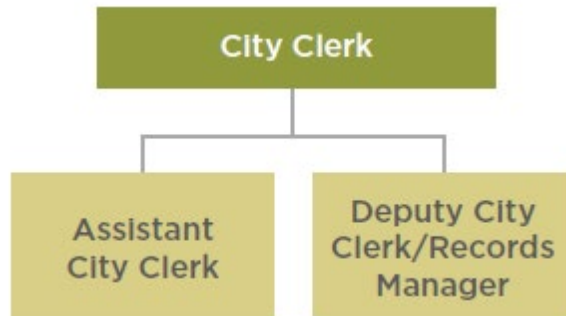 City Clerk
Assistant
City Clerk
Deputy City
Clerk/Records
Manager